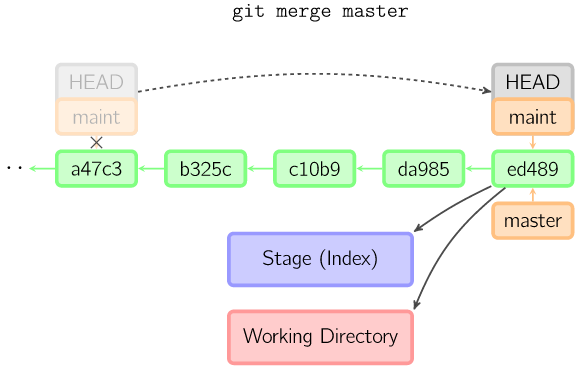 git merge master
HEAD
HEAD
maint
maint
a47c3
b325c
c10b9
da985
ed489
master
Stage (Index)
Working Directory